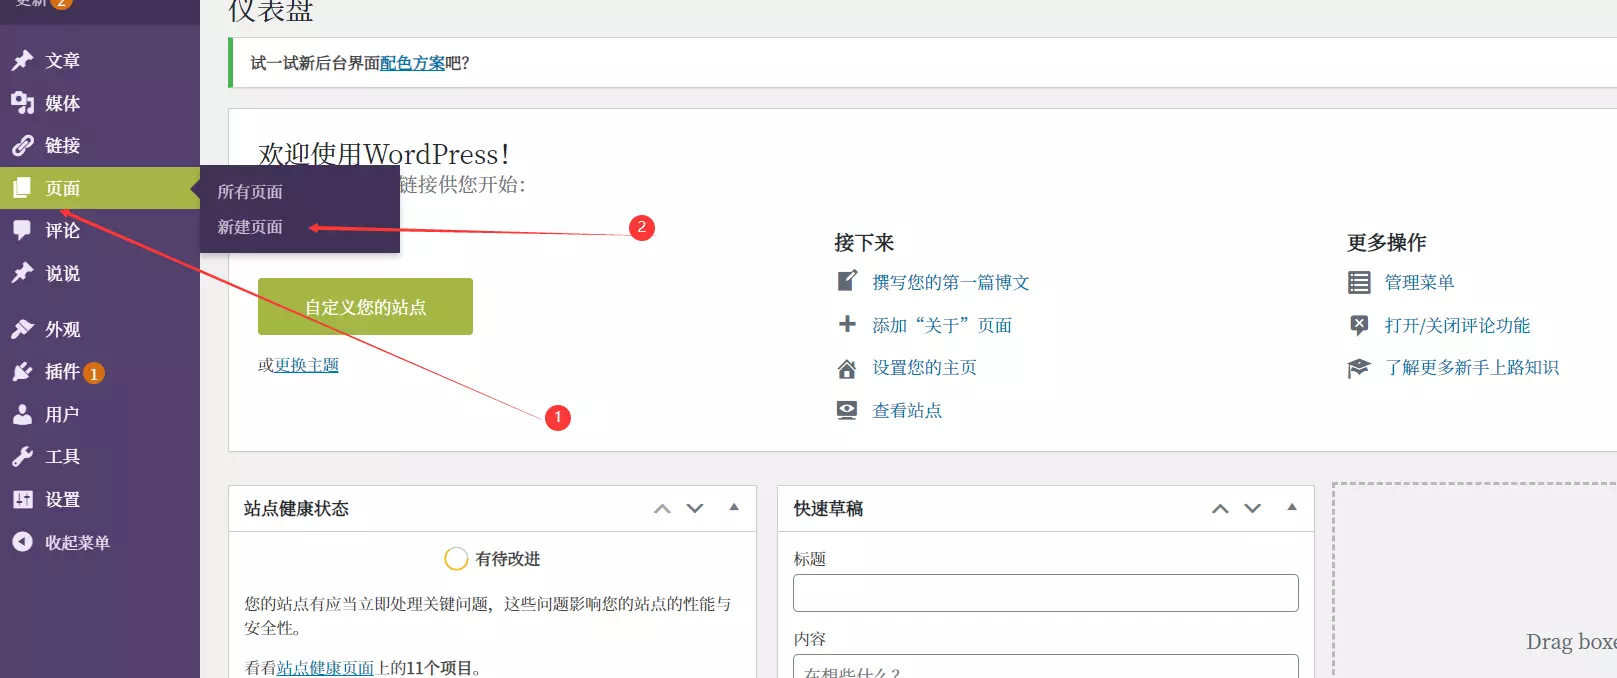 更新 2
文章
媒体
链接
页面
评论
说说
外观
插件 1
用户
工具
设置
收起菜单
所有页面
新建页面
1
2
仪表盘
试一试新后台界面配色方案吧？
欢迎使用WordPress！
链接供您开始：
自定义您的站点
或更换主题
接下来
撰写您的第一篇博文
添加“关于”页面
设置您的主页
查看站点
更多操作
管理菜单
打开/关闭评论功能
了解更多新手上路知识
站点健康状态
有待改进
您的站点有应当立即处理关键问题，这些问题影响您的站点的性能与
安全性。
看看站点健康页面上的11个项目。
快速草稿
标题
内容
在想些什么？
Drag boxe